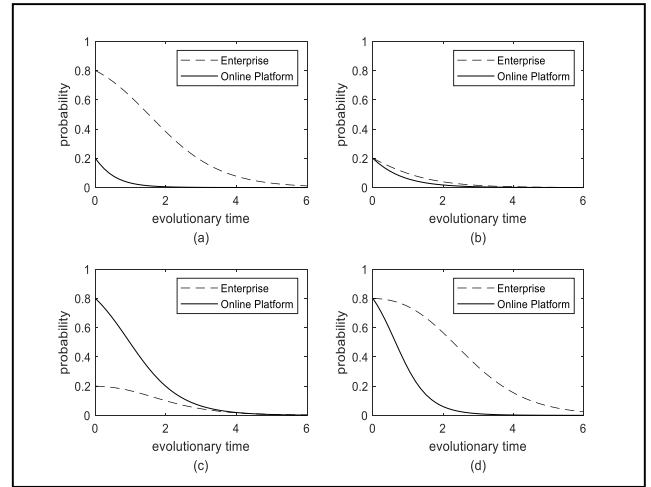 1
0.8
0.6
0.4
0.2
0
probability
Enterprise
Online Platform
0 2 4 6
evolutionary time
(a)
1
0.8
0.6
0.4
0.2
0
probability
Enterprise
Online Platform
0 2 4 6
evolutionary time
(b)
1
0.8
0.6
0.4
0.2
0
probability
Enterprise
Online Platform
0 2 4 6
evolutionary time
(c)
1
0.8
0.6
0.4
0.2
0
probability
Enterprise
Online Platform
0 2 4 6
evolutionary time
(d)